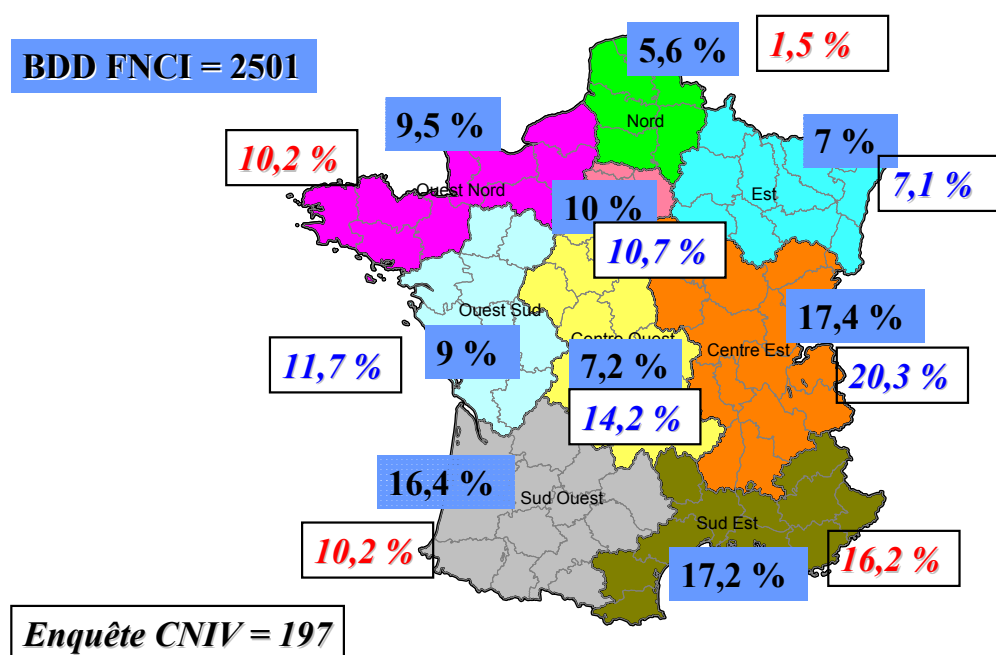 5,6 %
1,5 %
BDD FNCI = 2501
9,5 %
Nord
7 %
10,2 %
7,1 %
Ouest Nord
Est
10 %
10,7 %
Ouest Sud
17,4 %
Centre Ouest
Centre Est
9 %
7,2 %
11,7 %
20,3 %
14,2 %
16,4 %
Sud Ouest
Sud Est
10,2 %
17,2 %
16,2 %
Enquête CNIV = 197